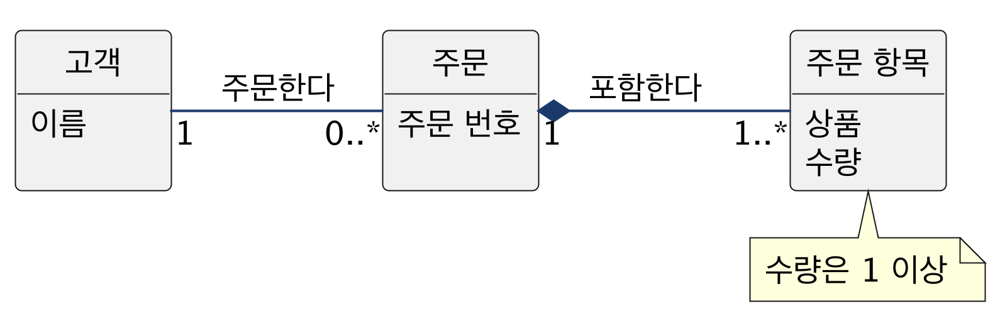 고객
이름
주문한다
1
0..*
주문
주문 번호
포함한다
1
1..*
주문 항목
상품
수량
수량은 1 이상